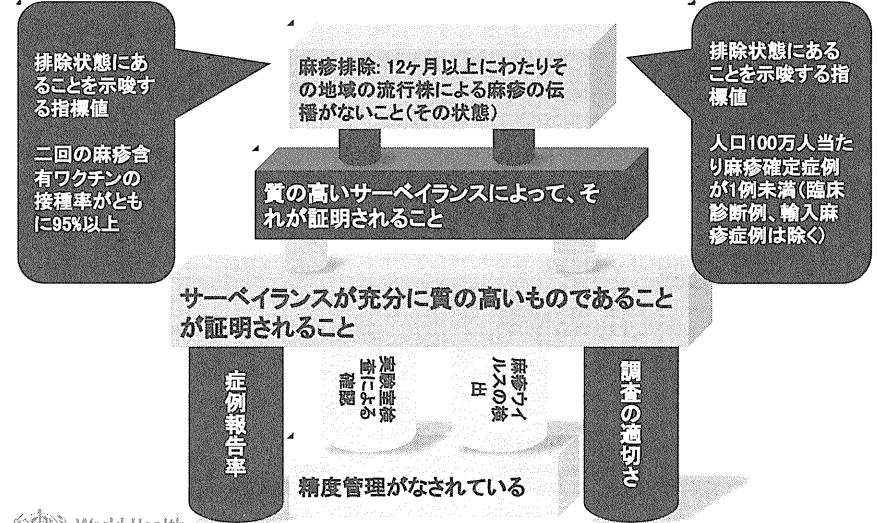 排除状態にあ
ることを示唆す
る指標値
二回の麻疹含
有ワクチンの
接種率がとも
に95%以上
麻疹排除: 12ヶ月以上にわたりそ
の地域の流行株による麻疹の伝
播がないこと(その状態)
排除状態にある
ことを示唆する指
標値
人口100万人当た
り麻疹確定症例
が1例未満(臨床
診断例、輸入麻
疹症例は除く)
質の高いサーベイランスによって、そ
れが証明されること
サーベイランスが充分に質の高いものであること
が証明されること
症例報告率
実験室検
査による
確認
麻疹ウイ
ルスの検
出
調査の適切さ
精度管理がなされている
World Health